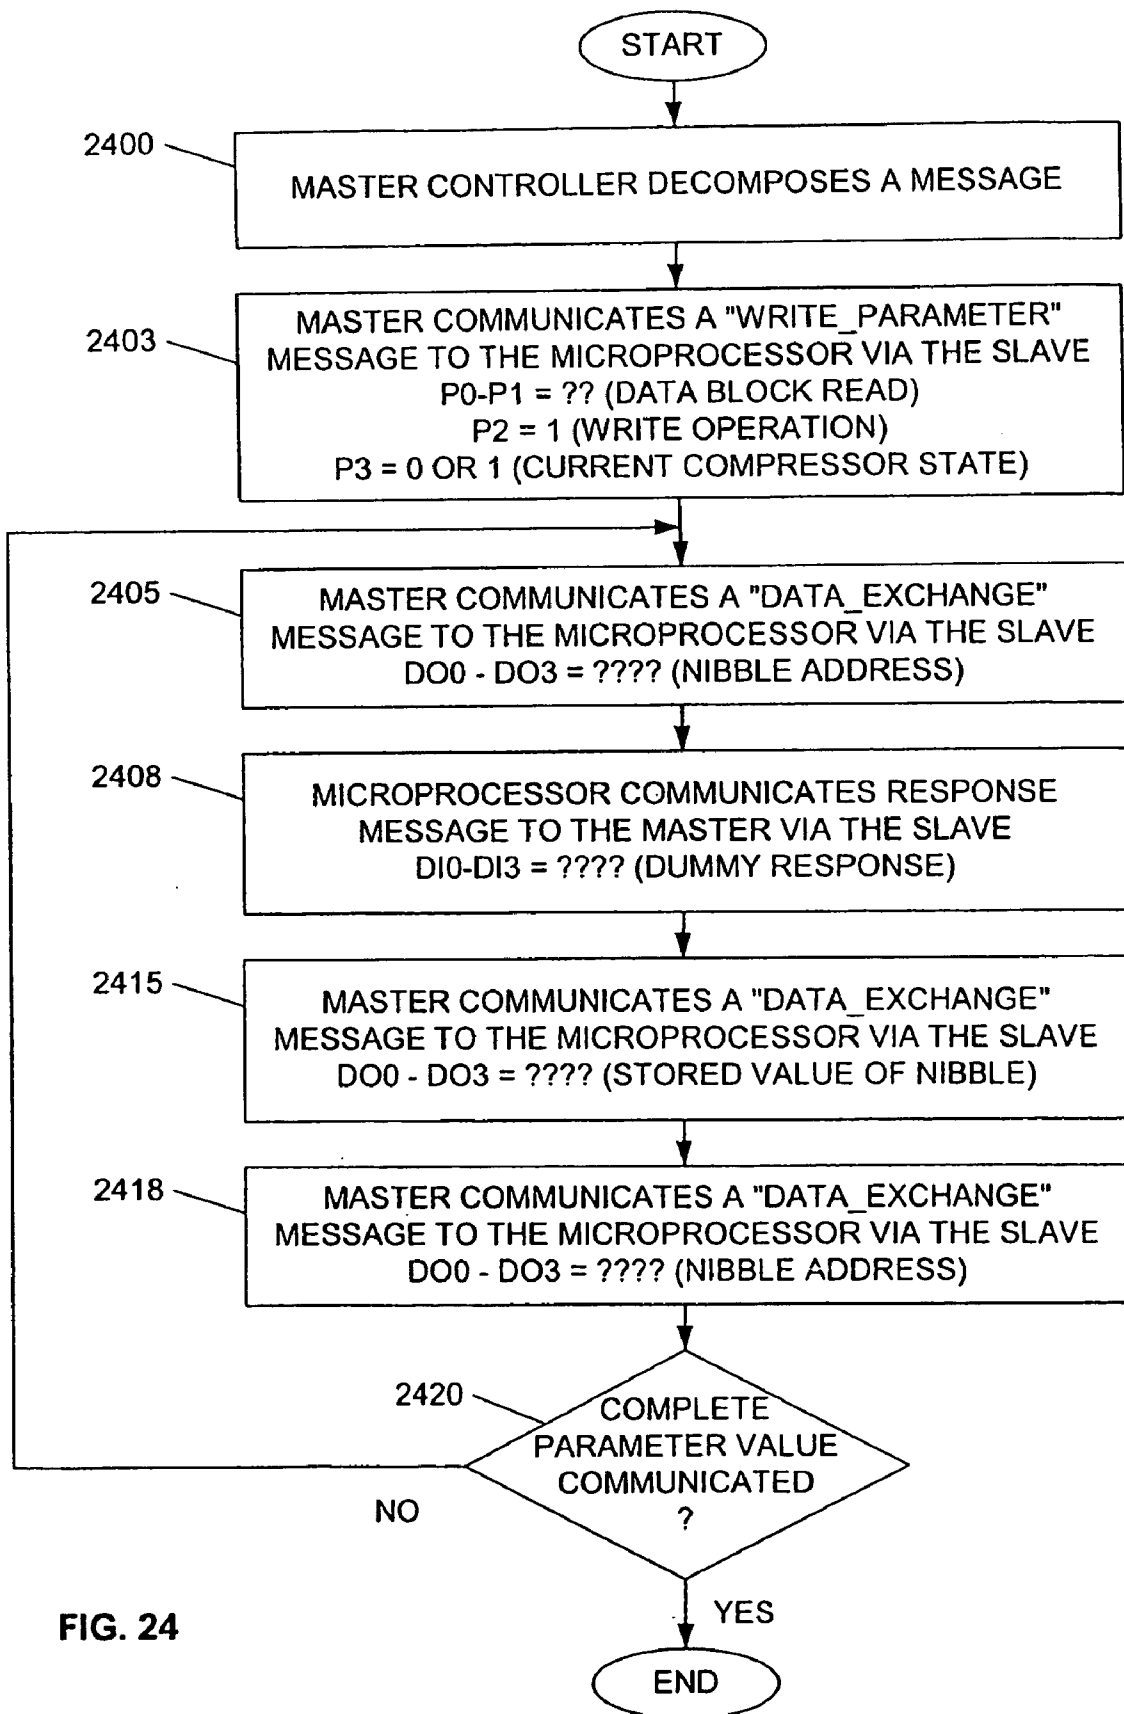 START
2400
MASTER CONTROLLER DECOMPOSES A MESSAGE
2403
MASTER COMMUNICATES A "WRITE_PARAMETER"
MESSAGE TO THE MICROPROCESSOR VIA THE SLAVE
P0-P1 = ?? (DATA BLOCK READ)
P2 = 1 (WRITE OPERATION)
P3 = 0 OR 1 (CURRENT COMPRESSOR STATE)
2405
MASTER COMMUNICATES A "DATA_EXCHANGE"
MESSAGE TO THE MICROPROCESSOR VIA THE SLAVE
DO0 - DO3 = ???? (NIBBLE ADDRESS)
2408
MICROPROCESSOR COMMUNICATES RESPONSE
MESSAGE TO THE MASTER VIA THE SLAVE
DI0-DI3 = ???? (DUMMY RESPONSE)
2415
MASTER COMMUNICATES A "DATA_EXCHANGE"
MESSAGE TO THE MICROPROCESSOR VIA THE SLAVE
DO0 - DO3 = ???? (STORED VALUE OF NIBBLE)
2418
MASTER COMMUNICATES A "DATA_EXCHANGE"
MESSAGE TO THE MICROPROCESSOR VIA THE SLAVE
DO0 - DO3 = ???? (NIBBLE ADDRESS)
2420
COMPLETE
PARAMETER VALUE
COMMUNICATED
?
NO
YES
FIG. 24
END